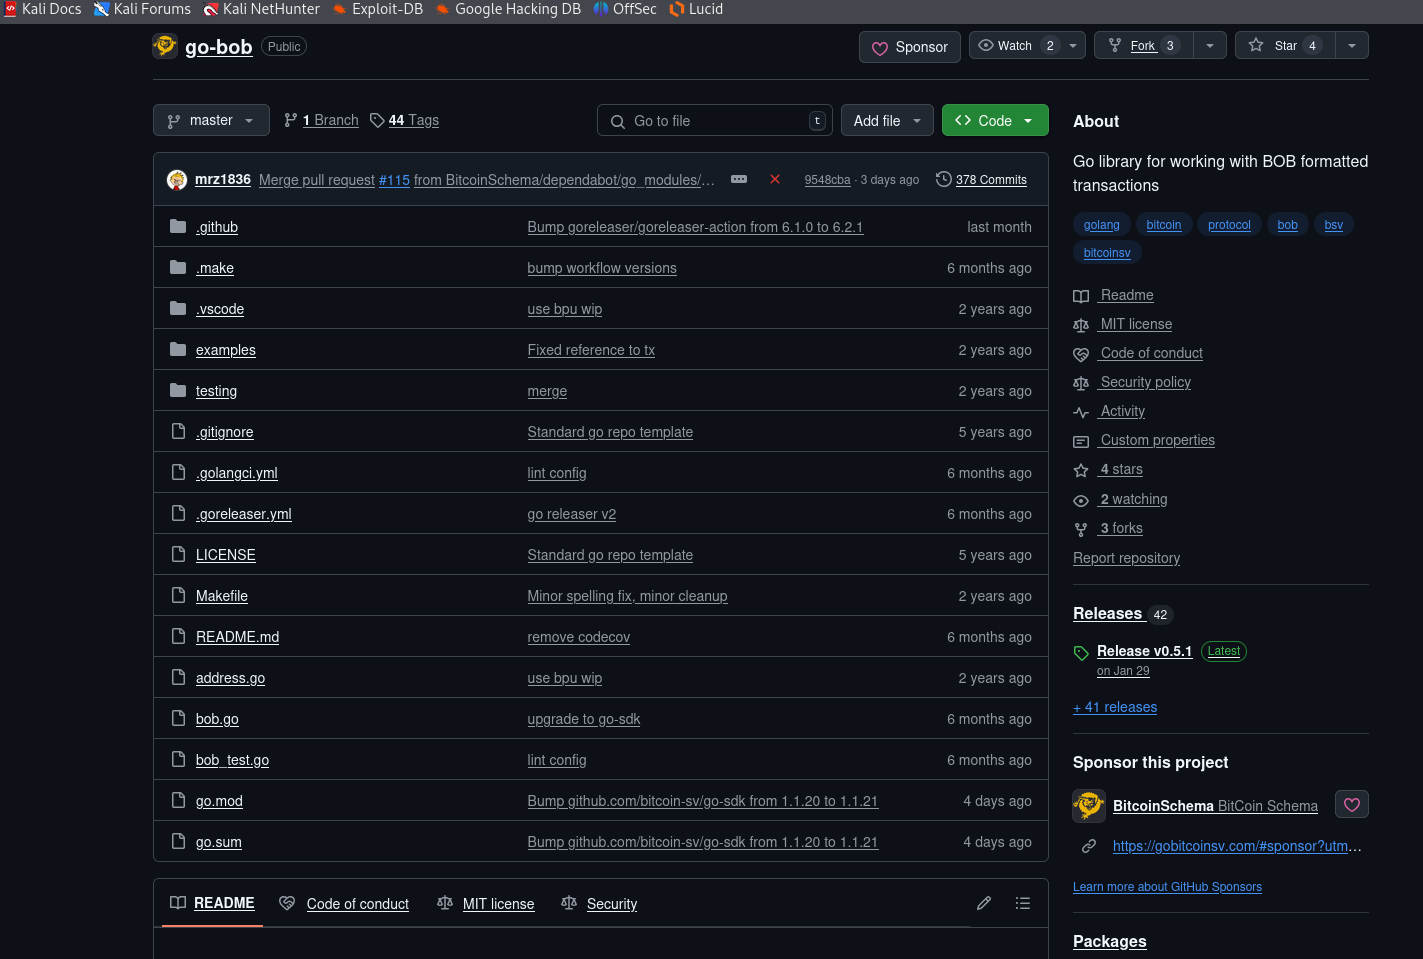 Kali Docs Kali Forums Kali NetHunter Exploit-DB Google Hacking DB OffSec Lucid
go-bob Public Sponsor Watch 2 Fork 3 Star 4
master 1 Branch 44 Tags Go to file t Add file Code
mrz1836 Merge pull request #115 from BitcoinSchema/dependabot/go_modules/… 9548cba · 3 days ago 378 Commits
.github Bump goreleaser/goreleaser-action from 6.1.0 to 6.2.1 last month
.make bump workflow versions 6 months ago
.vscode use bpu wip 2 years ago
examples Fixed reference to tx 2 years ago
testing merge 2 years ago
.gitignore Standard go repo template 5 years ago
.golangci.yml lint config 6 months ago
.goreleaser.yml go releaser v2 6 months ago
LICENSE Standard go repo template 5 years ago
Makefile Minor spelling fix, minor cleanup 2 years ago
README.md remove codecov 6 months ago
address.go use bpu wip 2 years ago
bob.go upgrade to go-sdk 6 months ago
bob_test.go lint config 6 months ago
go.mod Bump github.com/bitcoin-sv/go-sdk from 1.1.20 to 1.1.21 4 days ago
go.sum Bump github.com/bitcoin-sv/go-sdk from 1.1.20 to 1.1.21 4 days ago
README Code of conduct MIT license Security
About
Go library for working with BOB formatted
transactions
golang bitcoin protocol bob bsv
bitcoinsv
Readme
MIT license
Code of conduct
Security policy
Activity
Custom properties
4 stars
2 watching
3 forks
Report repository
Releases 42
Release v0.5.1 Latest
on Jan 29
+ 41 releases
Sponsor this project
BitcoinSchema BitCoin Schema
https://gobitcoinsv.com/#sponsor?utm…
Learn more about GitHub Sponsors
Packages